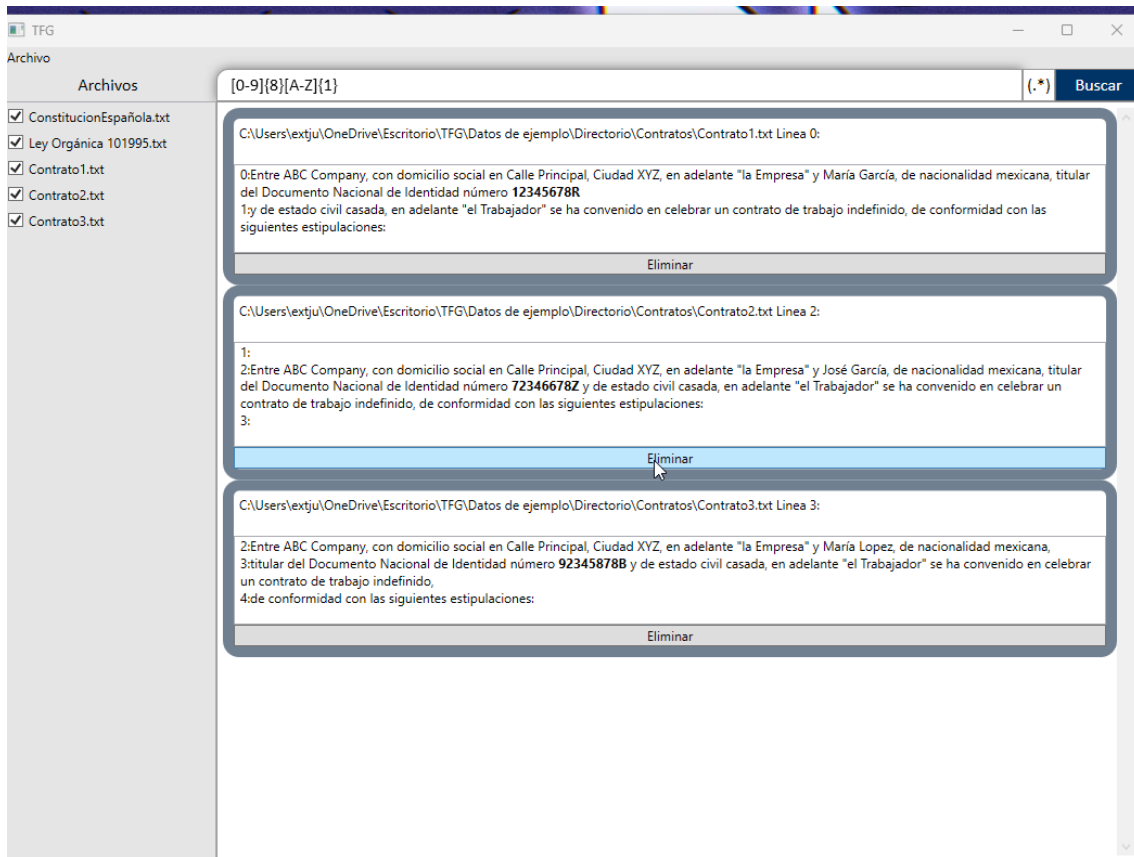 TFG
Archivo
Archivos
[0-9]{8}[A-Z]{1}
(.*)
Buscar
ConstitucionEspañola.txt
Ley Orgánica 101995.txt
Contrato1.txt
Contrato2.txt
Contrato3.txt
C:\Users\extju\OneDrive\Escritorio\TFG\Datos de ejemplo\Directorio\Contratos\Contrato1.txt Linea 0:
0:Entre ABC Company, con domicilio social en Calle Principal, Ciudad XYZ, en adelante "la Empresa" y María García, de nacionalidad mexicana, titular
del Documento Nacional de Identidad número 12345678R
1:y de estado civil casada, en adelante "el Trabajador" se ha convenido en celebrar un contrato de trabajo indefinido, de conformidad con las
siguientes estipulaciones:
Eliminar
C:\Users\extju\OneDrive\Escritorio\TFG\Datos de ejemplo\Directorio\Contratos\Contrato2.txt Linea 2:
1:
2:Entre ABC Company, con domicilio social en Calle Principal, Ciudad XYZ, en adelante "la Empresa" y José García, de nacionalidad mexicana, titular
del Documento Nacional de Identidad número 72346678Z y de estado civil casada, en adelante "el Trabajador" se ha convenido en celebrar un
contrato de trabajo indefinido, de conformidad con las siguientes estipulaciones:
3:
Eliminar
C:\Users\extju\OneDrive\Escritorio\TFG\Datos de ejemplo\Directorio\Contratos\Contrato3.txt Linea 3:
2:Entre ABC Company, con domicilio social en Calle Principal, Ciudad XYZ, en adelante "la Empresa" y María Lopez, de nacionalidad mexicana,
3:titular del Documento Nacional de Identidad número 92345878B y de estado civil casada, en adelante "el Trabajador" se ha convenido en celebrar
un contrato de trabajo indefinido,
4:de conformidad con las siguientes estipulaciones:
Eliminar